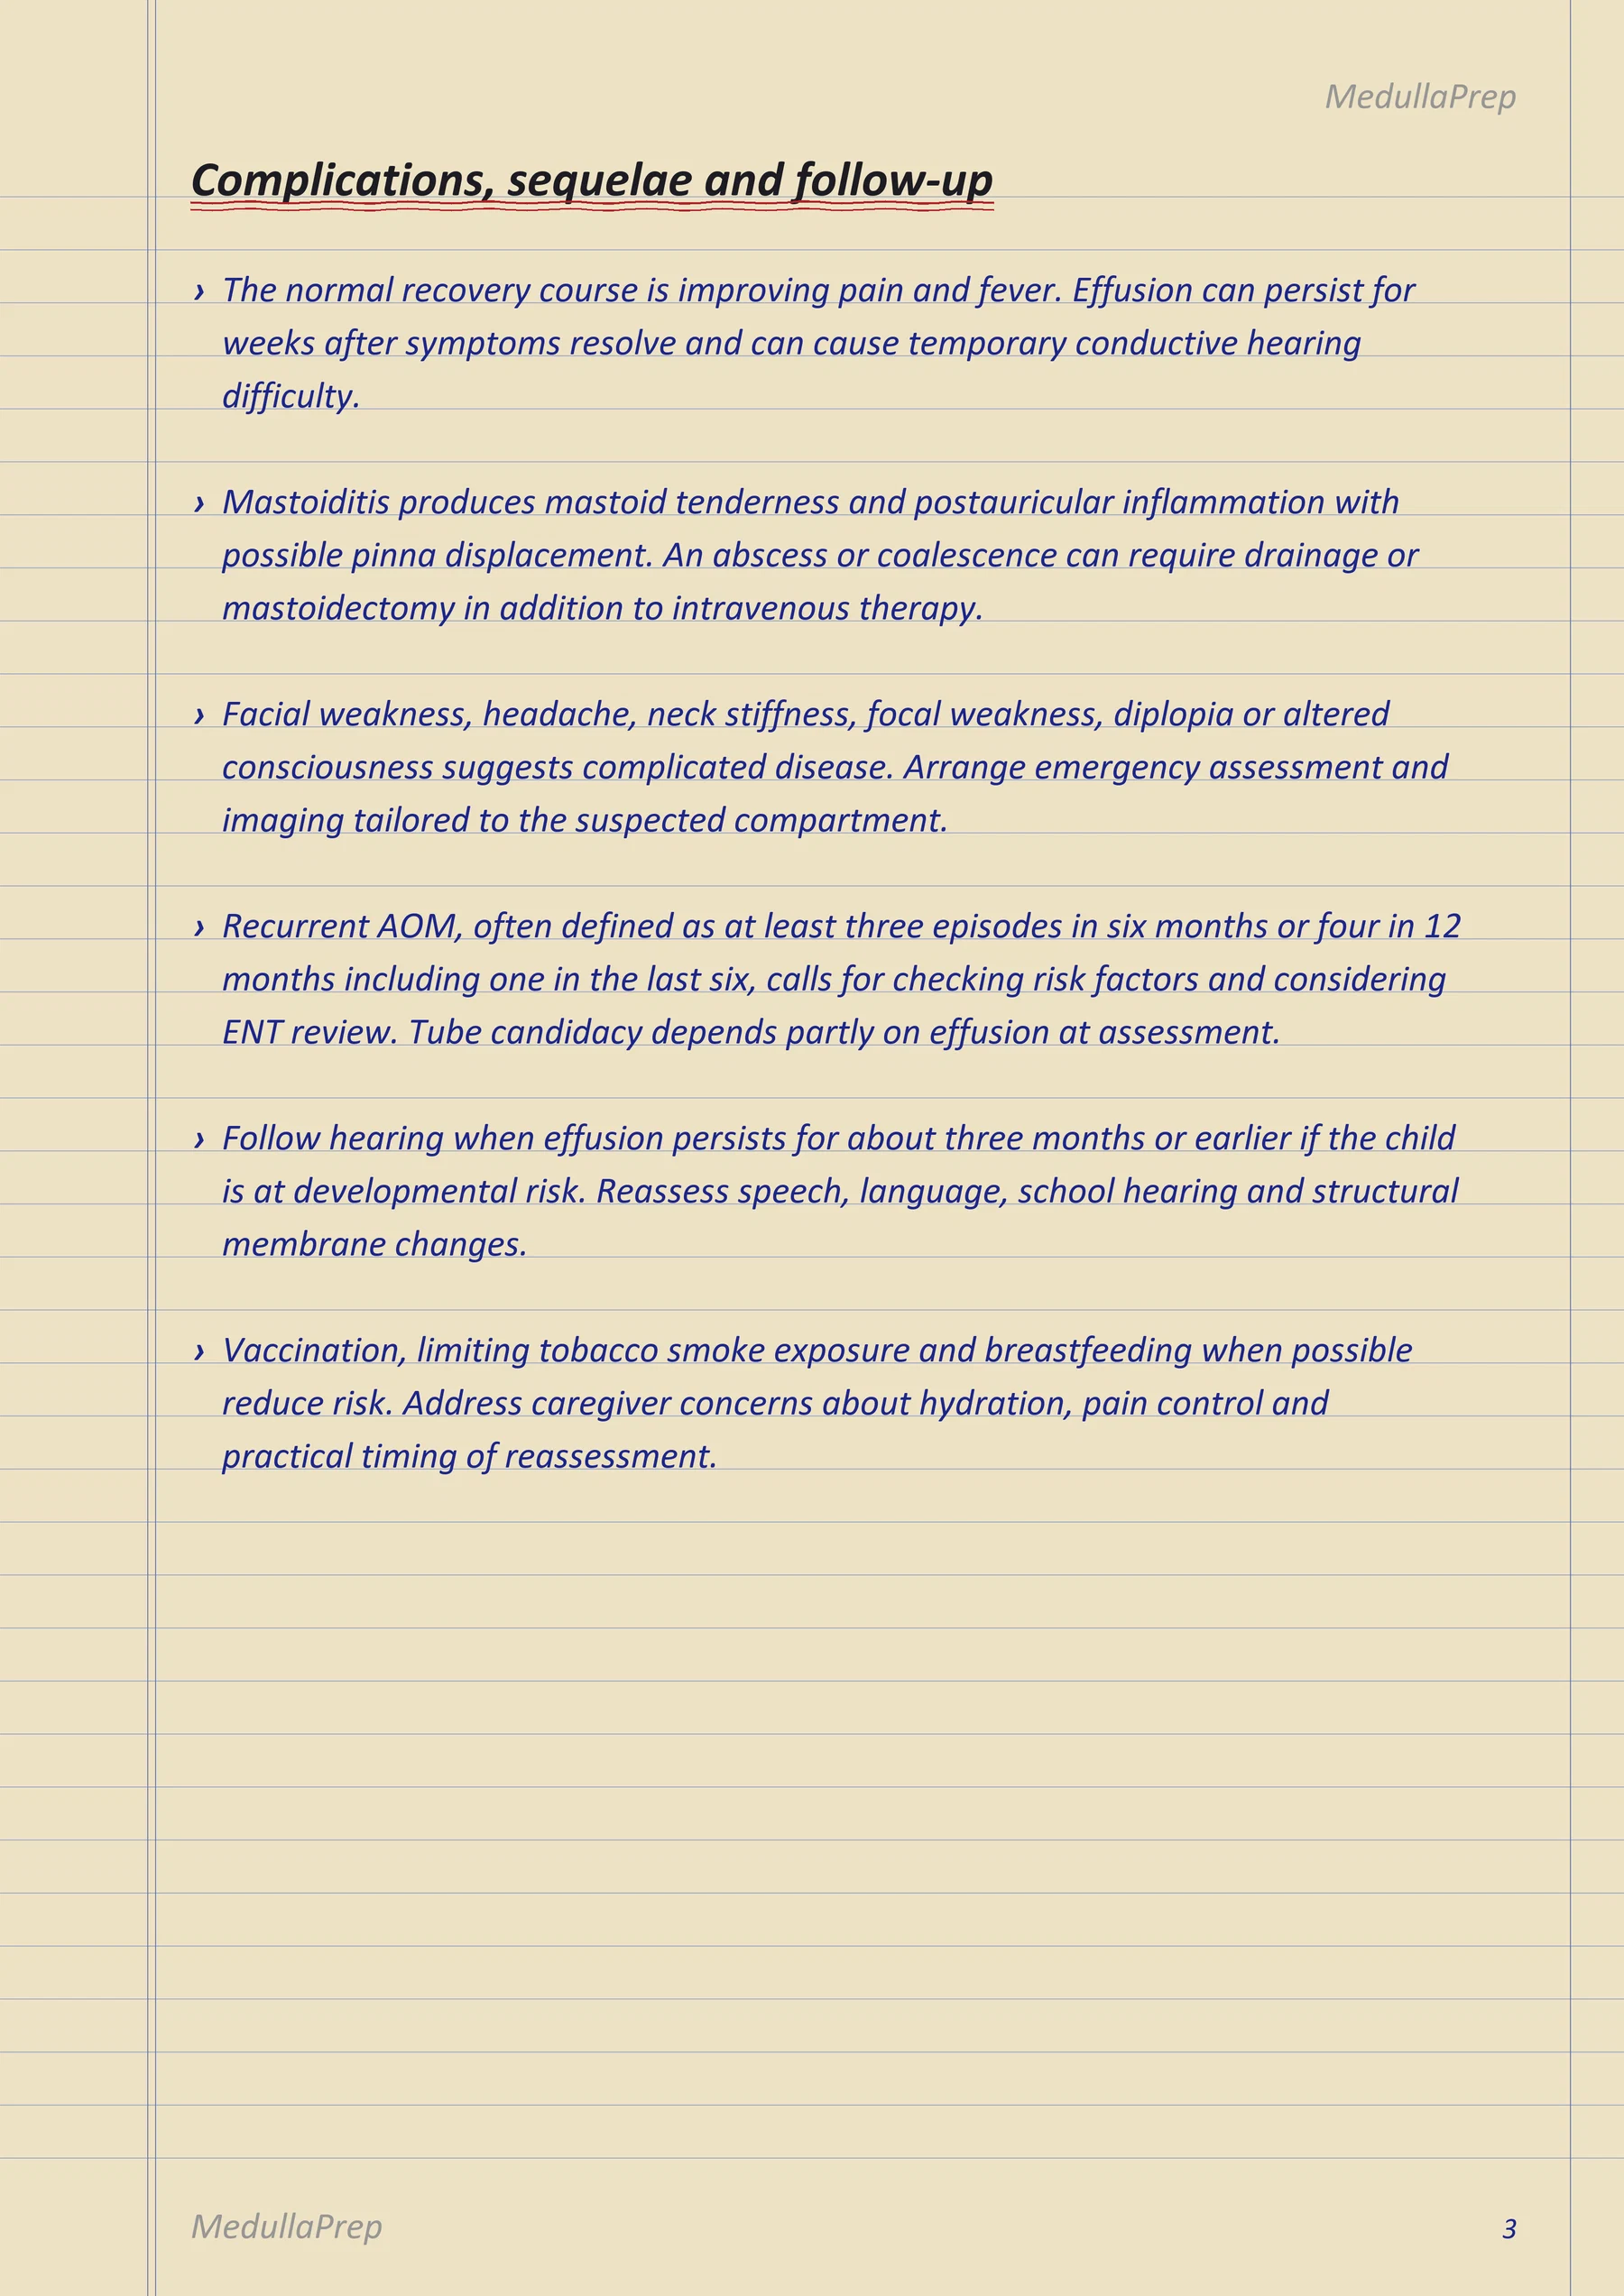 MedullaPrep
Complications, sequelae and follow-up
› The normal recovery course is improving pain and fever. Effusion can persist for
weeks after symptoms resolve and can cause temporary conductive hearing
difficulty.
› Mastoiditis produces mastoid tenderness and postauricular inflammation with
possible pinna displacement. An abscess or coalescence can require drainage or
mastoidectomy in addition to intravenous therapy.
› Facial weakness, headache, neck stiffness, focal weakness, diplopia or altered
consciousness suggests complicated disease. Arrange emergency assessment and
imaging tailored to the suspected compartment.
› Recurrent AOM, often defined as at least three episodes in six months or four in 12
months including one in the last six, calls for checking risk factors and considering
ENT review. Tube candidacy depends partly on effusion at assessment.
› Follow hearing when effusion persists for about three months or earlier if the child
is at developmental risk. Reassess speech, language, school hearing and structural
membrane changes.
› Vaccination, limiting tobacco smoke exposure and breastfeeding when possible
reduce risk. Address caregiver concerns about hydration, pain control and
practical timing of reassessment.
MedullaPrep
3